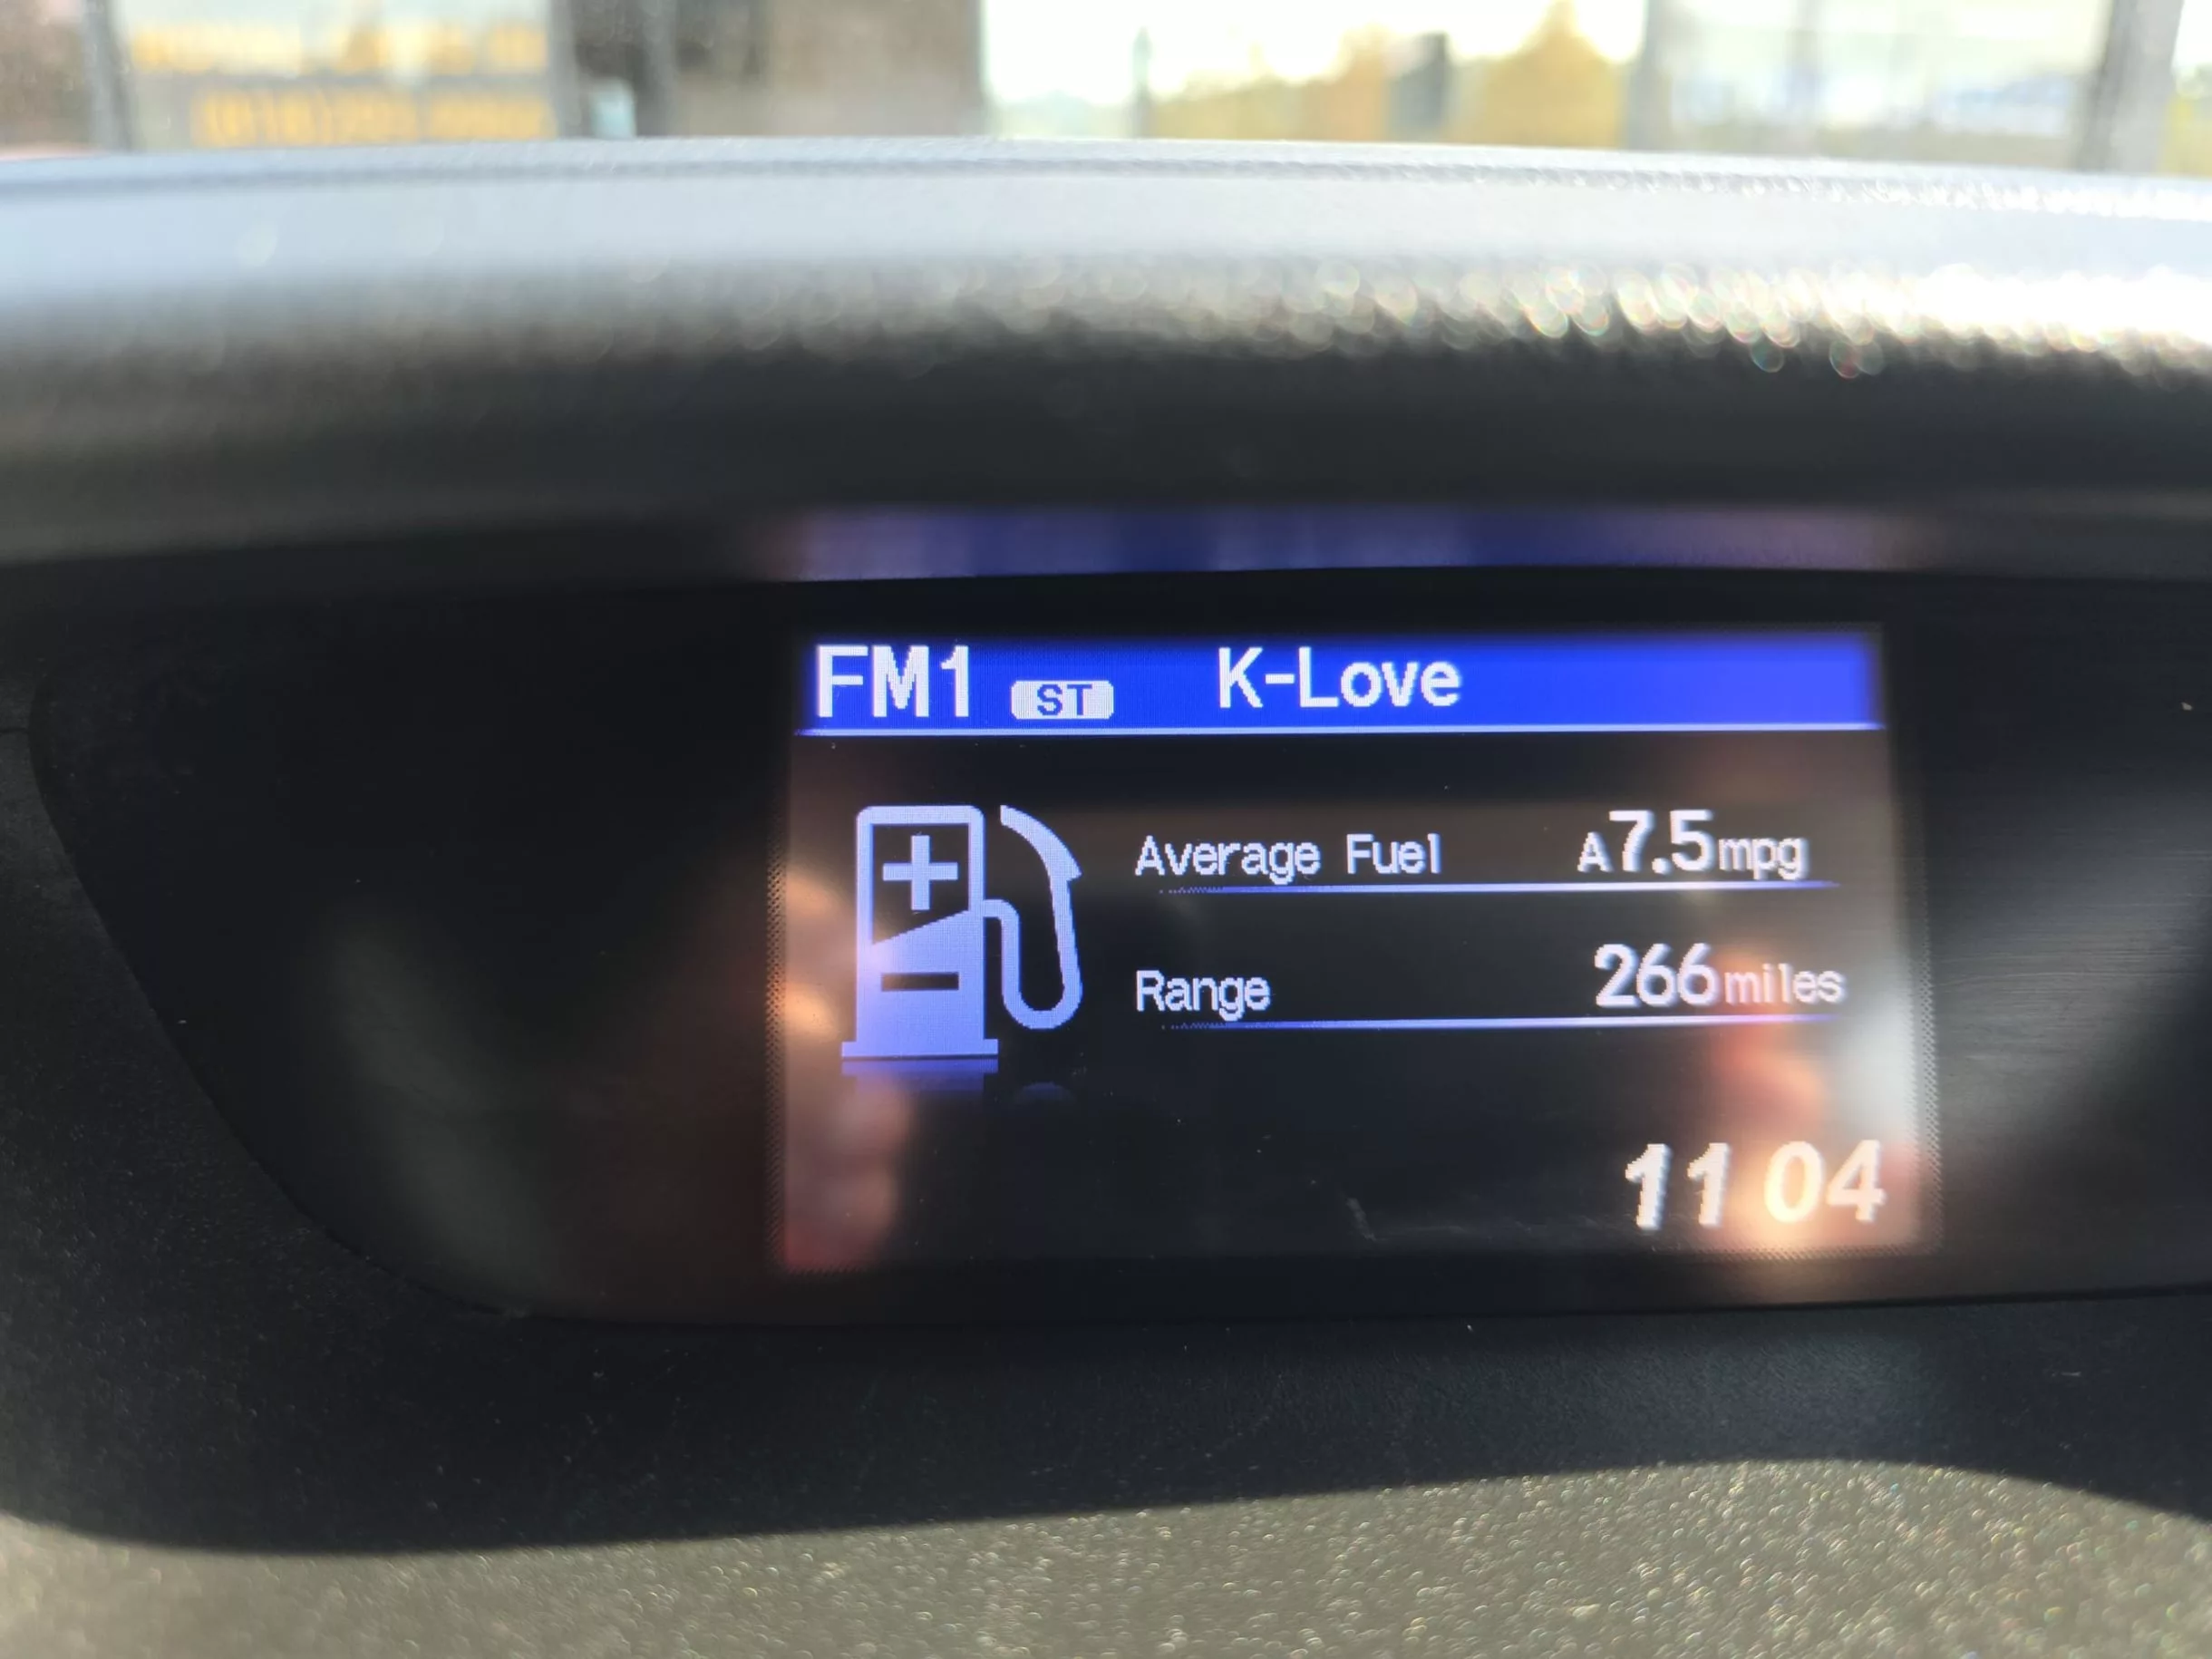 FM1 ST K-Love
Average Fuel A7.5mpg
Range 266miles
11 04